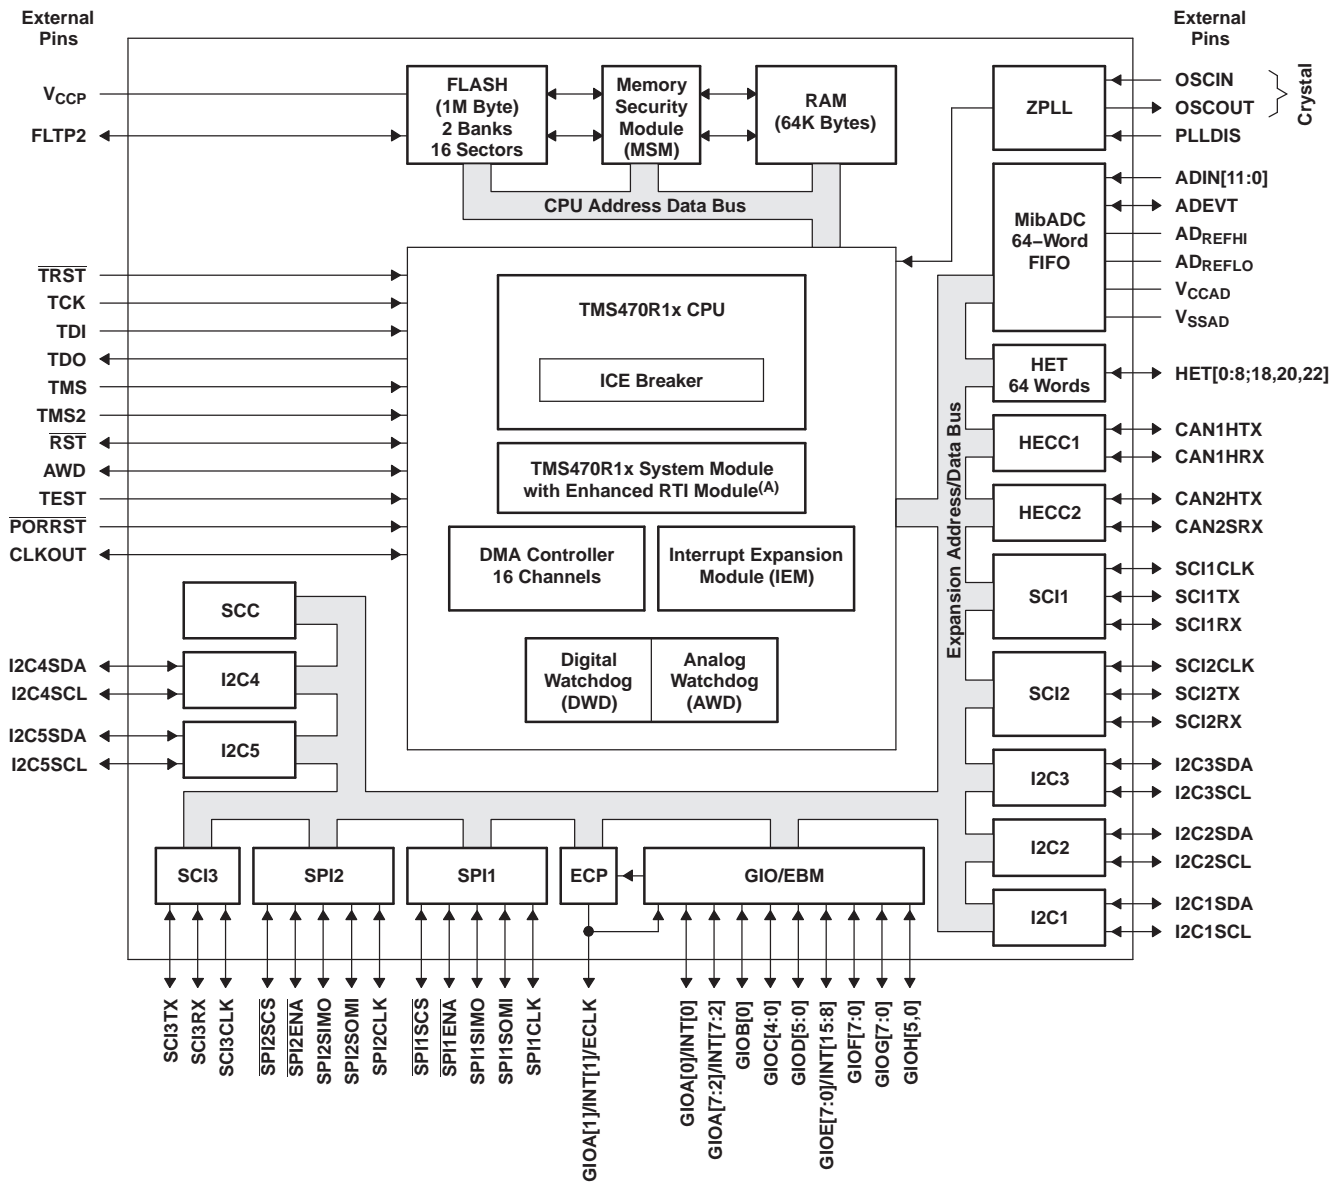 External
Pins
External
Pins
VCCP
FLTP2
FLASH
(1M Byte)
2 Banks
16 Sectors
Memory
Security
Module
(MSM)
RAM
(64K Bytes)
CPU Address Data Bus
ZPLL
OSCIN
OSCOUT
PLLDIS
Crystal
MibADC
64–Word
FIFO
ADIN[11:0]
ADEVT
ADREFHI
ADREFLO
VCCAD
VSSAD
TRST
TCK
TDI
TDO
TMS
TMS2
RST
AWD
TEST
PORRST
CLKOUT
TMS470R1x CPU
ICE Breaker
TMS470R1x System Module
with Enhanced RTI Module(A)
DMA Controller
16 Channels
Interrupt Expansion
Module (IEM)
Digital
Watchdog
(DWD)
Analog
Watchdog
(AWD)
Expansion Address/Data Bus
HET
64 Words
HET[0:8;18,20,22]
HECC1
CAN1HTX
CAN1HRX
HECC2
CAN2HTX
CAN2SRX
SCI1
SCI1CLK
SCI1TX
SCI1RX
SCI2
SCI2CLK
SCI2TX
SCI2RX
I2C3
I2C3SDA
I2C3SCL
I2C2
I2C2SDA
I2C2SCL
I2C1
I2C1SDA
I2C1SCL
SCC
I2C4SDA
I2C4SCL
I2C4
I2C5SDA
I2C5SCL
I2C5
SCI3
SPI2
SPI1
ECP
GIO/EBM
SCI3TX
SCI3RX
SCI3CLK
SPI2SCS
SPI2ENA
SPI2SIMO
SPI2SOMI
SPI2CLK
SPI1SCS
SPI1ENA
SPI1SIMO
SPI1SOMI
SPI1CLK
GIOA[1]/INT[1]/ECLK
GIOA[0]/INT[0]
GIOA[7:2]/INT[7:2]
GIOB[0]
GIOC[4:0]
GIOD[5:0]
GIOE[7:0]/INT[15:8]
GIOF[7:0]
GIOG[7:0]
GIOH[5,0]